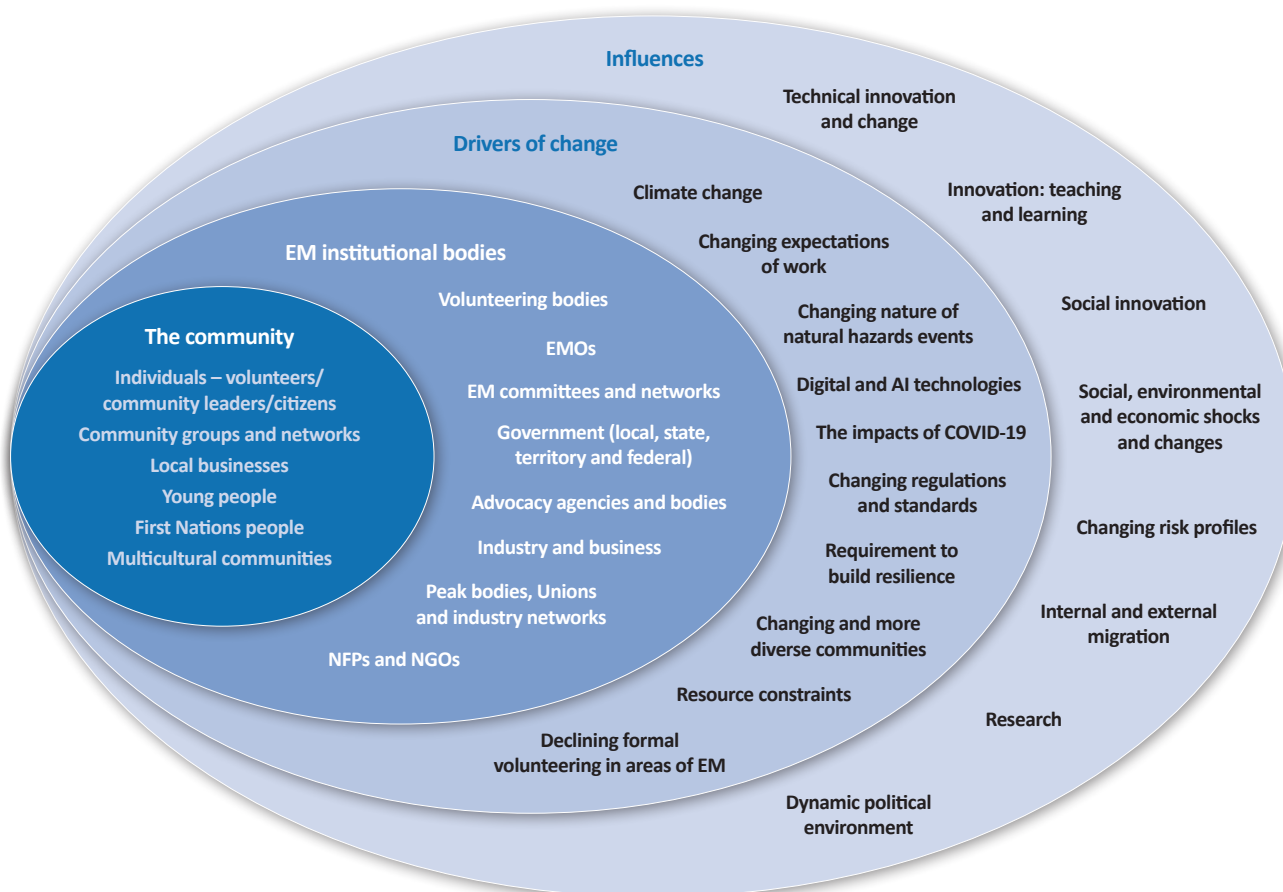 Influences
Technical innovation
and change
Innovation: teaching
and learning
Social innovation
Social, environmental
and economic shocks
and changes
Changing risk profiles
Internal and external
migration
Research
Dynamic political
environment
Drivers of change
Climate change
Changing expectations
of work
Changing nature of
natural hazards events
Digital and AI technologies
The impacts of COVID-19
Changing regulations
and standards
Requirement to
build resilience
Changing and more
diverse communities
Resource constraints
Declining formal
volunteering in areas of EM
EM institutional bodies
Volunteering bodies
EMOs
EM committees and networks
Government (local, state,
territory and federal)
Advocacy agencies and bodies
Industry and business
Peak bodies, Unions
and industry networks
NFPs and NGOs
The community
Individuals – volunteers/
community leaders/citizens
Community groups and networks
Local businesses
Young people
First Nations people
Multicultural communities